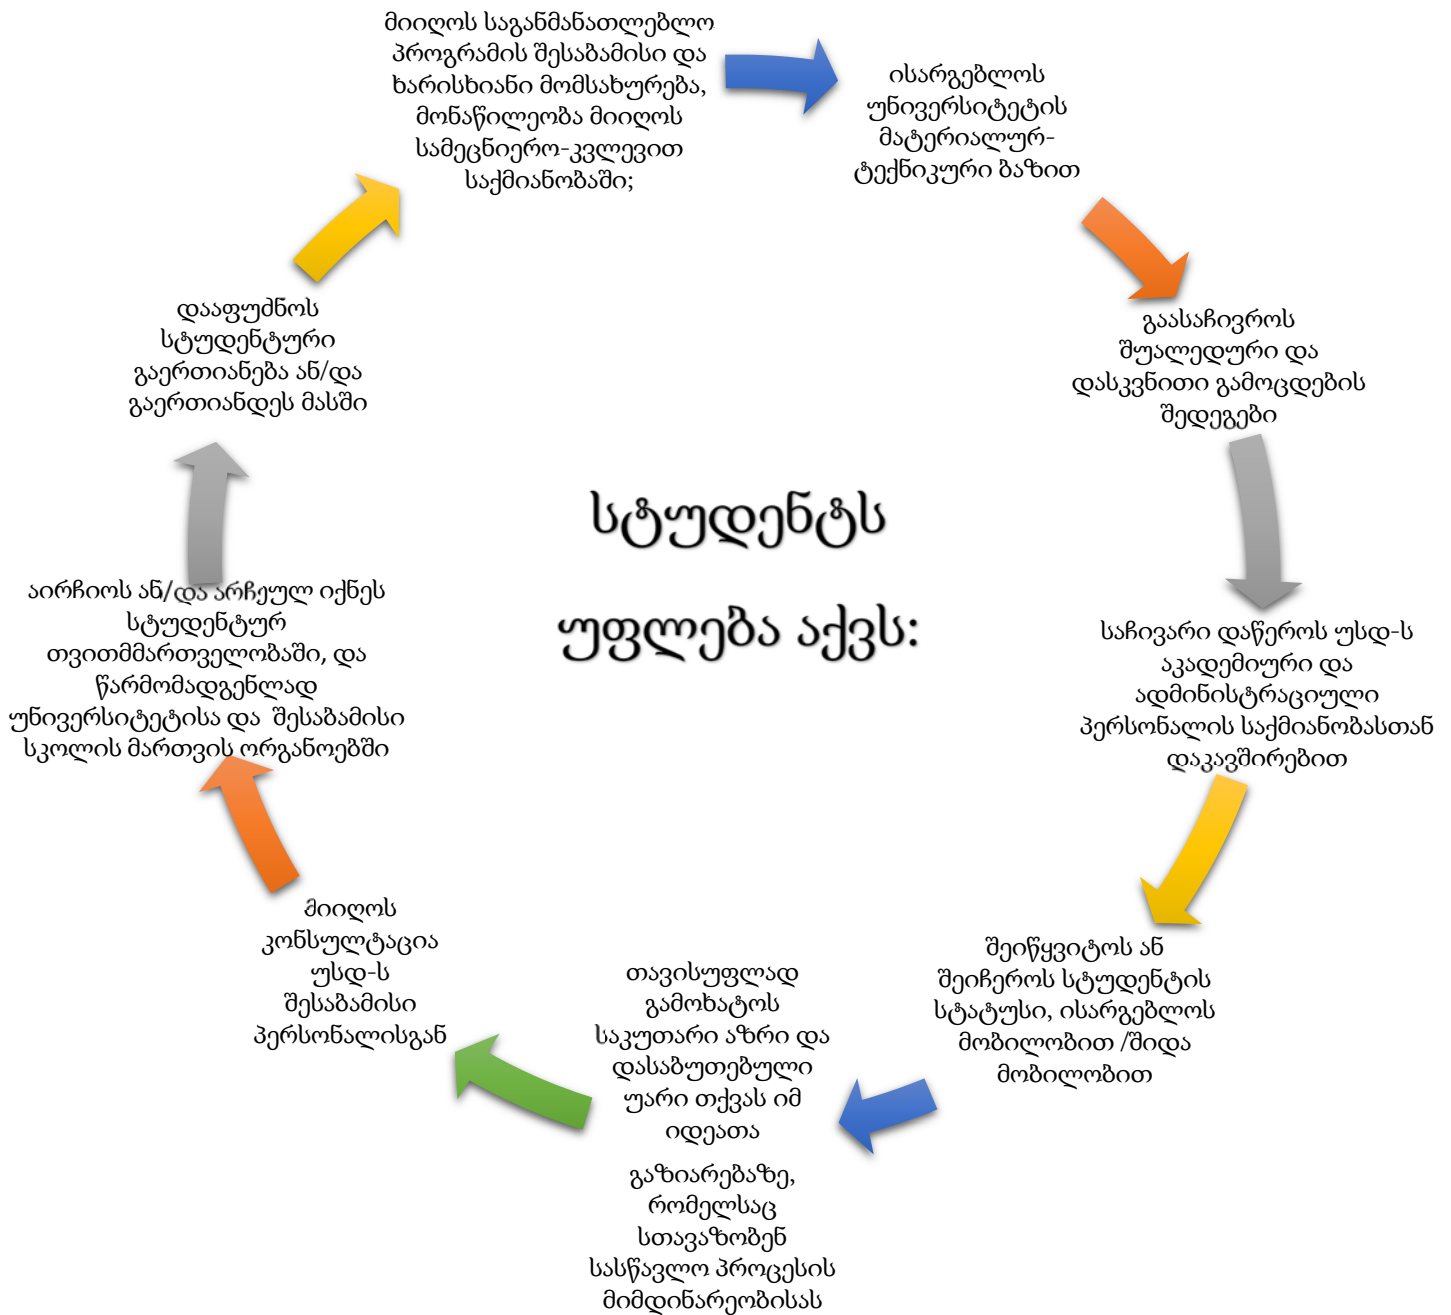 მიიღოს საგანმანათლებლო
პროგრამის შესაბამისი და
ხარისხიანი მომსახურება,
მონაწილეობა მიიღოს
სამეცნიერო-კვლევით
საქმიანობაში;
ისარგებლოს
უნივერსიტეტის
მატერიალურ-
ტექნიკური ბაზით
გაასაჩივროს
შუალედური და
დასკვნითი გამოცდების
შედეგები
საჩივარი დაწეროს უსდ-ს
აკადემიური და
ადმინისტრაციული
პერსონალის საქმიანობასთან
დაკავშირებით
შეიწყვიტოს ან
შეიჩეროს სტუდენტის
სტატუსი, ისარგებლოს
მობილობით /შიდა
მობილობით
თავისუფლად
გამოხატოს
საკუთარი აზრი და
დასაბუთებული
უარი თქვას იმ
იდეათა
გაზიარებაზე,
რომელსაც
სთავაზობენ
სასწავლო პროცესის
მიმდინარეობისას
მიიღოს
კონსულტაცია
უსდ-ს
შესაბამისი
პერსონალისგან
აირჩიოს ან/და არჩეულ იქნეს
სტუდენტურ
თვითმმართველობაში, და
წარმომადგენლად
უნივერსიტეტისა და შესაბამისი
სკოლის მართვის ორგანოებში
დააფუძნოს
სტუდენტური
გაერთიანება ან/და
გაერთიანდეს მასში
სტუდენტს
უფლება აქვს: